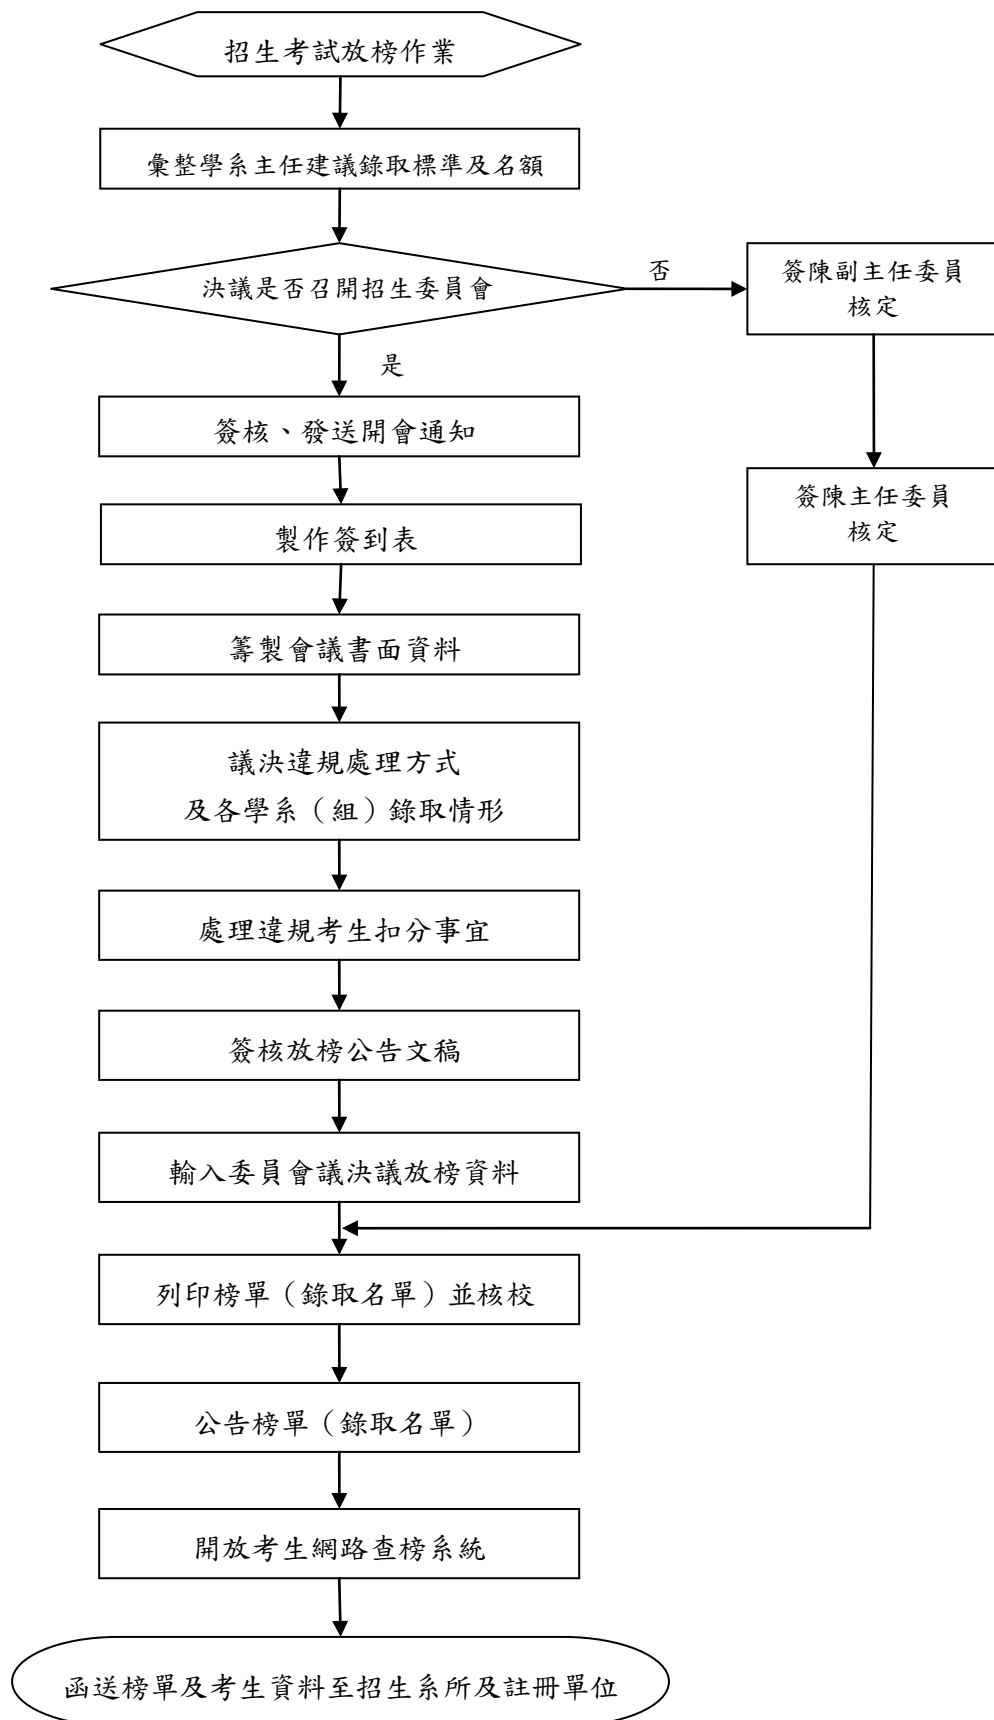 招生考試放榜作業
彙整學系主任建議錄取標準及名額
決議是否召開招生委員會
否
簽陳副主任委員
核定
是
簽核、發送開會通知
簽陳主任委員
核定
製作簽到表
籌製會議書面資料
議決違規處理方式
及各學系（組）錄取情形
處理違規考生扣分事宜
簽核放榜公告文稿
輸入委員會議決議放榜資料
列印榜單（錄取名單）並核校
公告榜單（錄取名單）
開放考生網路查榜系統
函送榜單及考生資料至招生系所及註冊單位